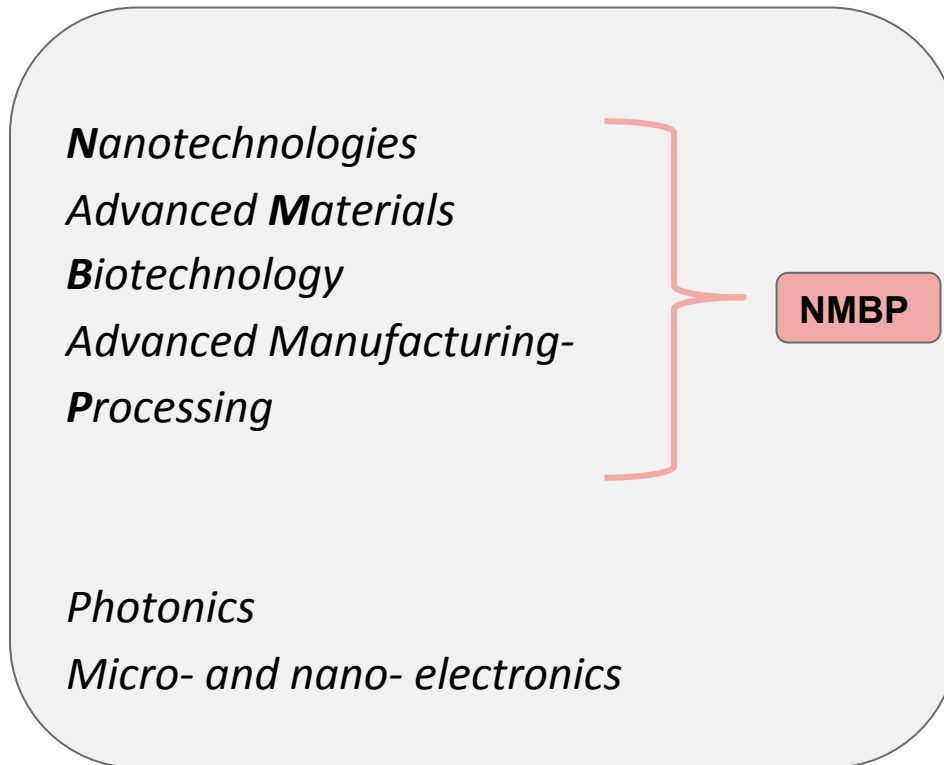 Nanotechnologies
Advanced Materials
Biotechnology
Advanced Manufacturing-
Processing
NMBP
Photonics
Micro- and nano- electronics